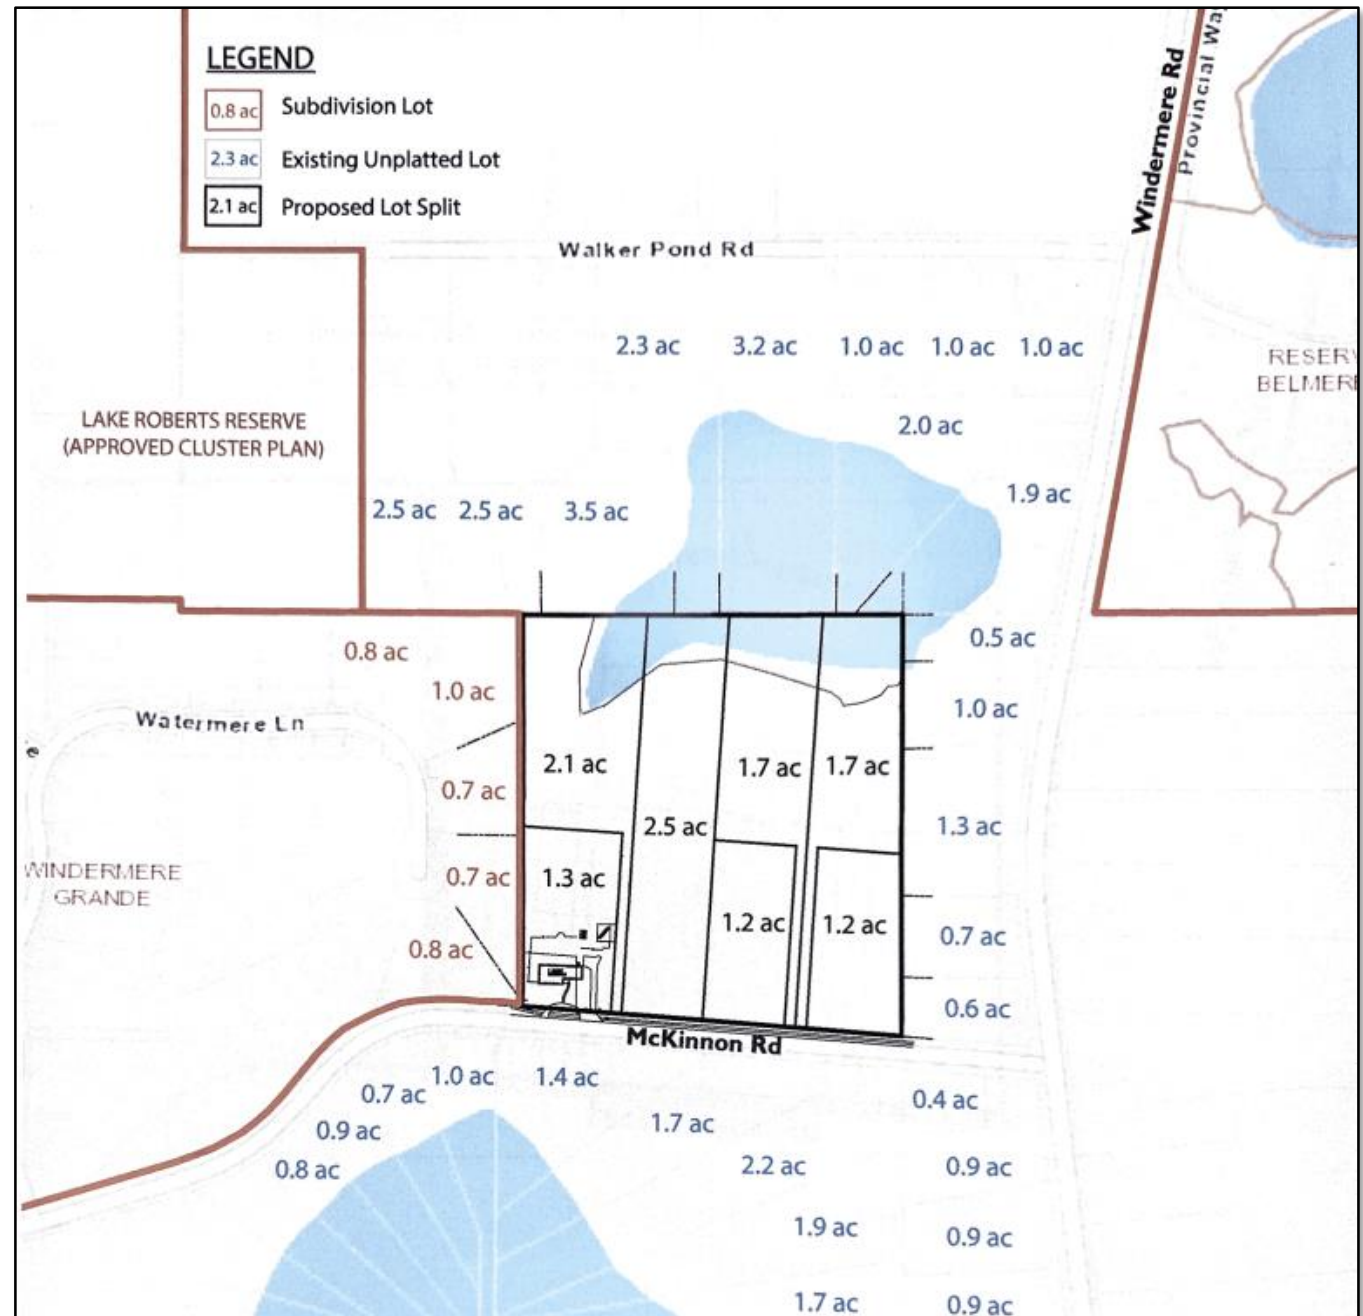 LEGEND
0.8 ac Subdivision Lot
2.3 ac Existing Unplatted Lot
2.1 ac Proposed Lot Split
Windermere Rd
Provincial Wa
Walker Pond Rd
2.3 ac 3.2 ac 1.0 ac 1.0 ac 1.0 ac
RESERV
BELMERE
LAKE ROBERTS RESERVE
(APPROVED CLUSTER PLAN)
2.0 ac
1.9 ac
2.5 ac 2.5 ac 3.5 ac
0.8 ac
0.5 ac
1.0 ac
1.0 ac
Watermere Ln
e
2.1 ac 1.7 ac 1.7 ac
0.7 ac
2.5 ac
1.3 ac
WINDERMERE
GRANDE
0.7 ac
1.3 ac
1.2 ac 1.2 ac
0.7 ac
0.8 ac
0.6 ac
McKinnon Rd
1.0 ac 1.4 ac
0.7 ac
0.4 ac
0.9 ac
1.7 ac
0.8 ac
2.2 ac
0.9 ac
1.9 ac
0.9 ac
1.7 ac
0.9 ac